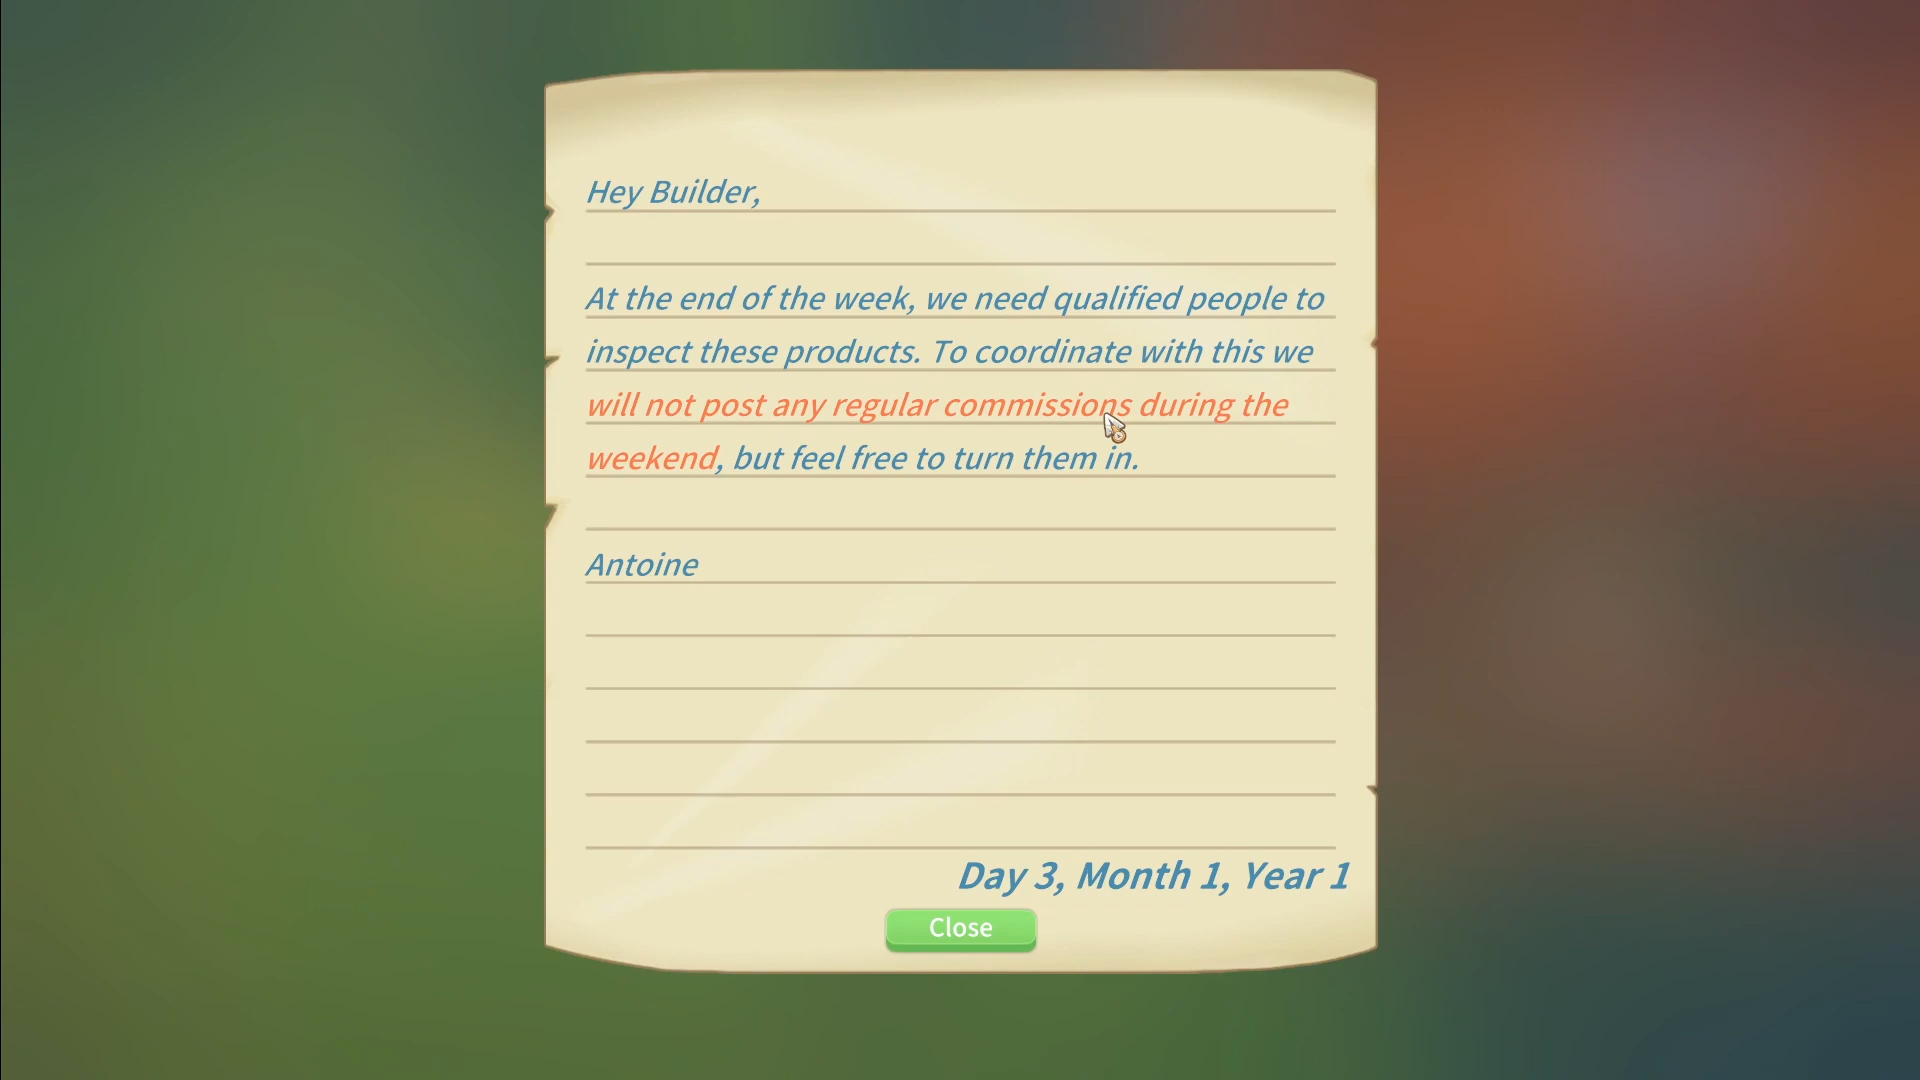 Hey Builder,
At the end of the week, we need qualified people to
inspect these products. To coordinate with this we
will not post any regular commissions during the
weekend, but feel free to turn them in.
Antoine
Day 3, Month 1, Year 1
Close